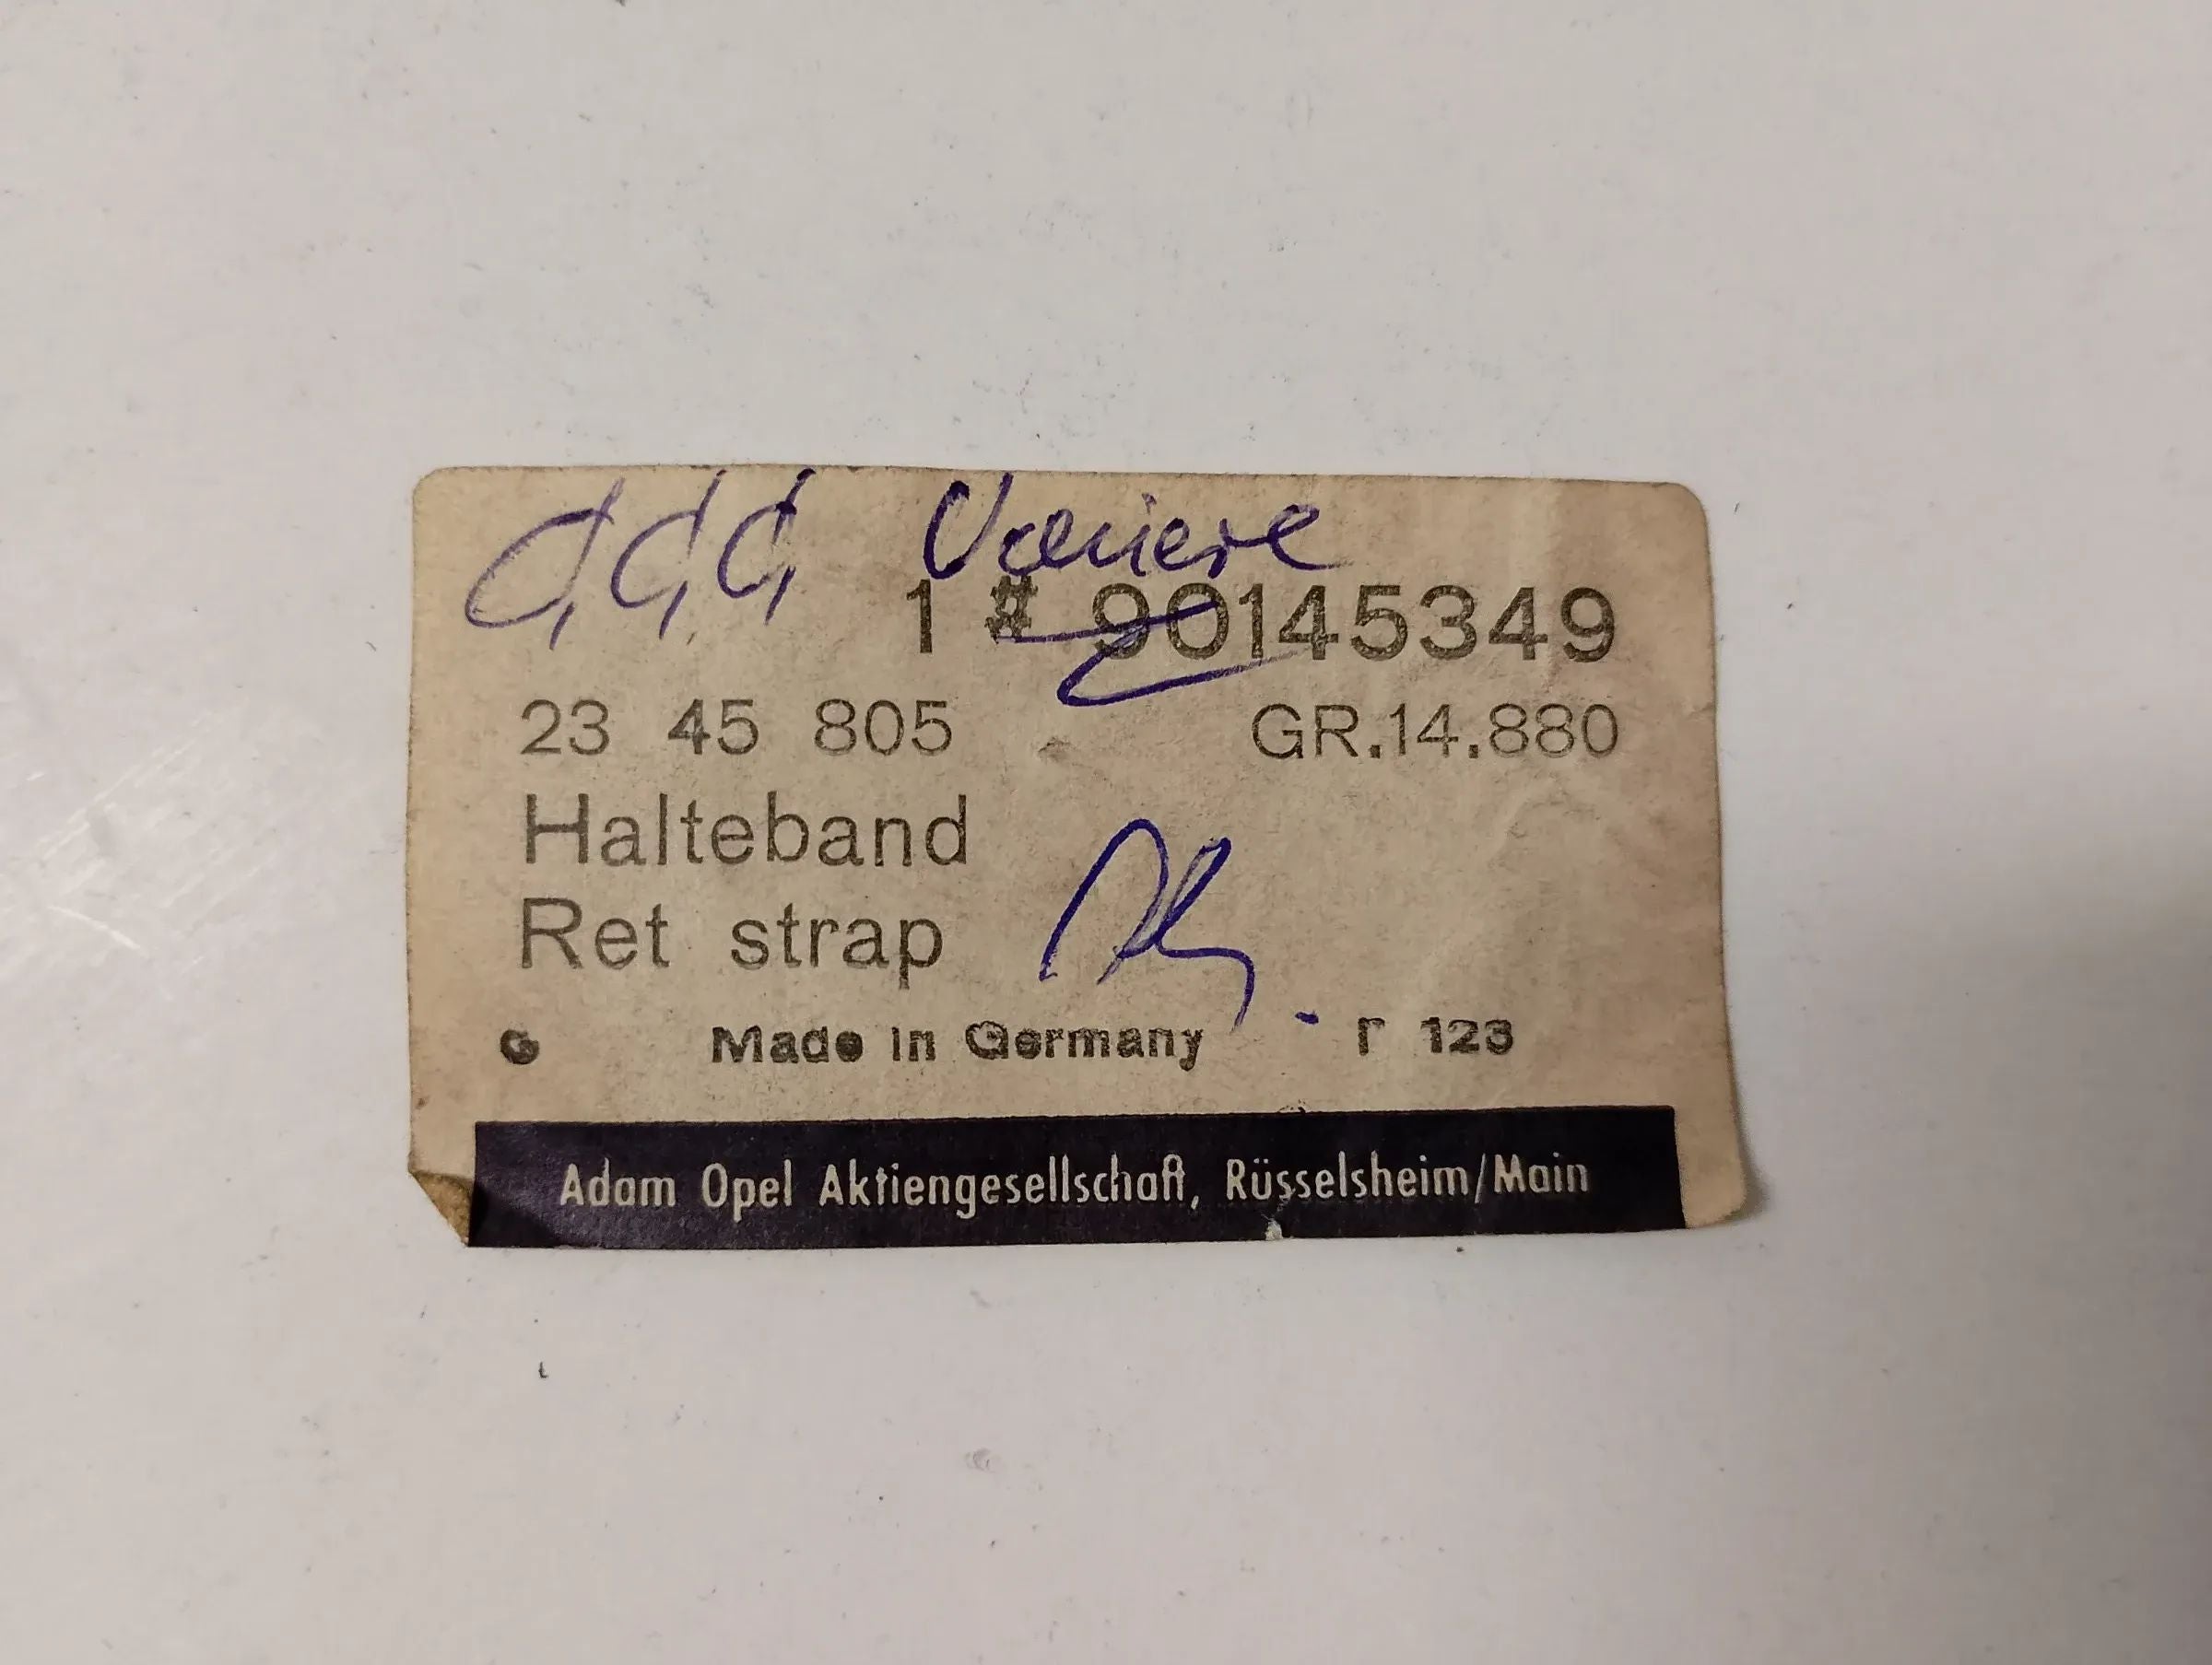 1 # 90145349
23 45 805 GR.14.880
Halteband
Ret strap
G Made in Germany r 123
Adam Opel Aktiengesellschaft, Rüsselsheim/Main